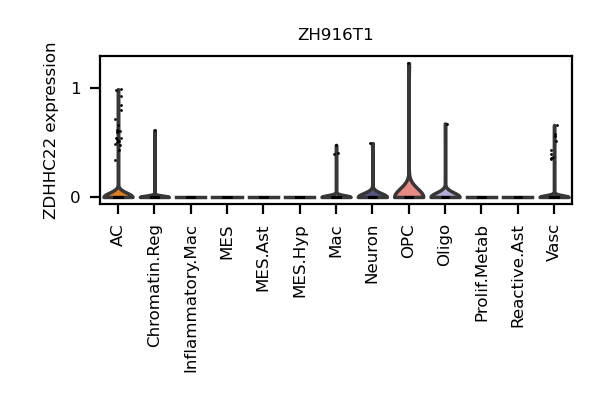 ZH916T1
ZDHHC22 expression
1
0
AC
Chromatin.Reg
Inflammatory.Mac
MES
MES.Ast
MES.Hyp
Mac
Neuron
OPC
Oligo
Prolif.Metab
Reactive.Ast
Vasc